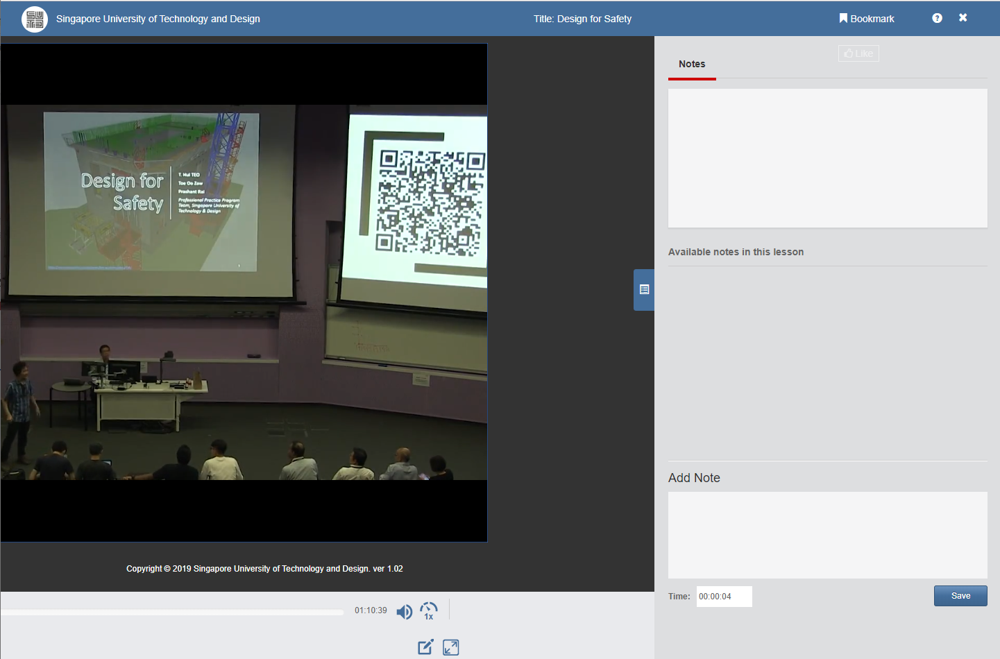 Singapore University of Technology and Design
Title: Design for Safety
Bookmark
Like
Notes
Design for
Safety
T. Hui TEO
Toe Oo Zaw
Prashant Rai
Professional Practice Program
Team, Singapore University of
Technology & Design
Available notes in this lesson
Add Note
Time: 00:00:04
Save
Copyright © 2019 Singapore University of Technology and Design. ver 1.02
01:10:39
1x